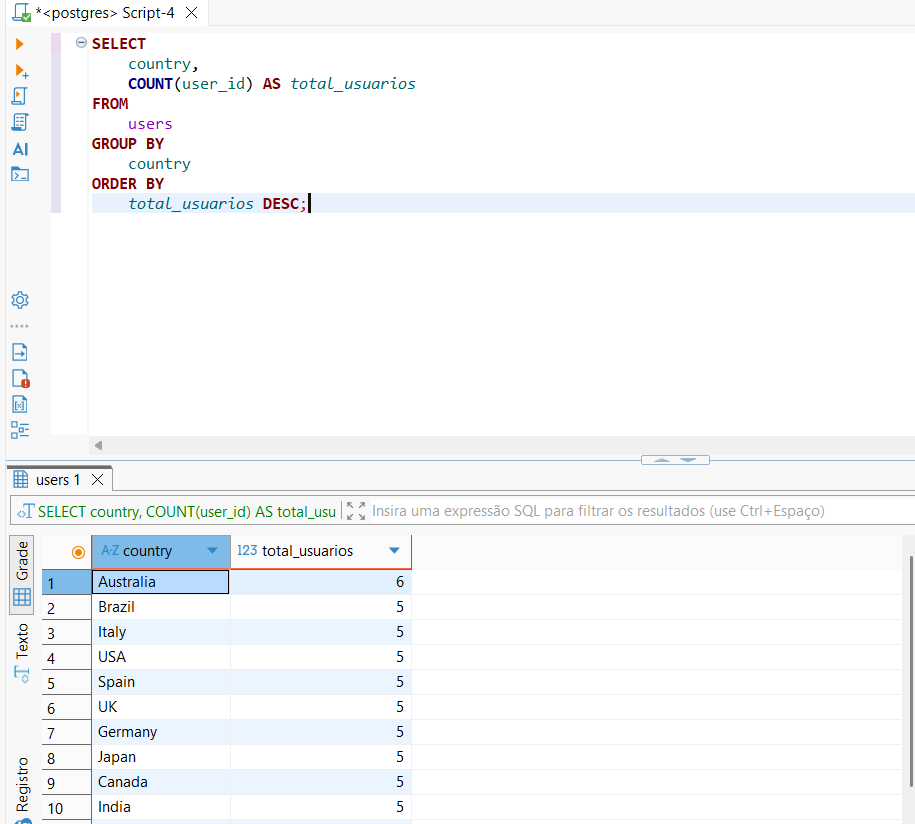 *<postgres> Script-4
SELECT
country,
COUNT(user_id) AS total_usuarios
FROM
users
GROUP BY
country
ORDER BY
total_usuarios DESC;
AI
users 1
SELECT country, COUNT(user_id) AS total_usu
Insira uma expressão SQL para filtrar os resultados (use Ctrl+Espaço)
Grade
Texto
Registro
A-Z country
123 total_usuarios
1 Australia 6
2 Brazil 5
3 Italy 5
4 USA 5
5 Spain 5
6 UK 5
7 Germany 5
8 Japan 5
9 Canada 5
10 India 5